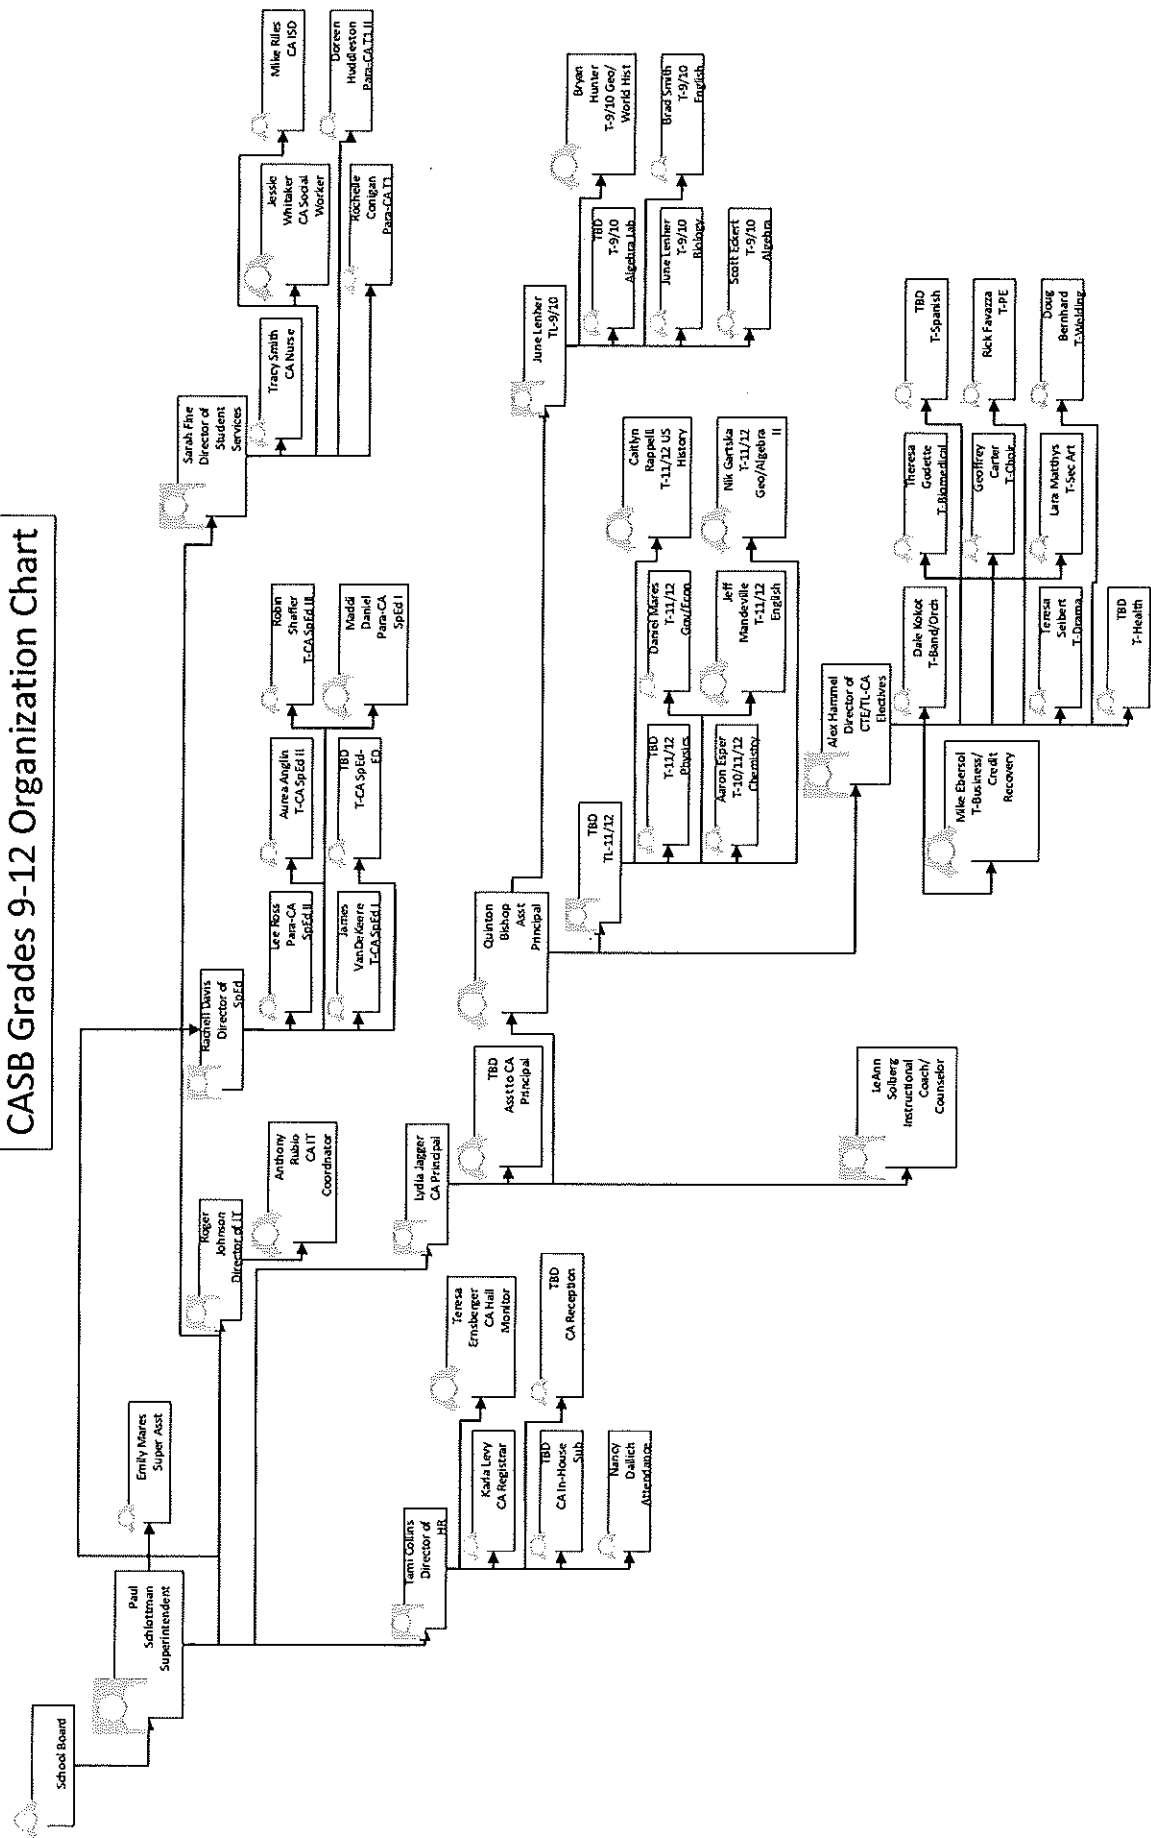 CASB Grades 9-12 Organization Chart
School Board
Paul
Schlottman
Superintendent
Emily Mares
Super Asst
Roger
Johnson
Director of IT
Anthony
Rubio
CA IT
Coordnator
Rachell Davis
Director of
SpEd
Lee Ross
Para-CA
SpEd II
Aurea Anglin
T-CA SpEd II
Robin
Shaffer
T-CA SpEd III
James
VanDeKeere
T-CA SpEd I
TBD
T-CA SpEd-
ED
Maddi
Daniel
Para-CA
SpEd I
Sarah Fine
Director of
Student
Services
Tracy Smith
CA Nurse
Jessie
Whitaker
CA Social
Worker
Mike Riles
CA ISD
Rochelle
Conigan
Para-CA T1
Doreen
Huddleston
Para-CA T1 II
Tami Collins
Director of
HR
Karla Levy
CA Registrar
Teresa
Ernsberger
CA Hall
Monitor
TBD
CA In-House
Sub
TBD
CA Reception
Nancy
Dailich
Attendance
Lydia Jagger
CA Principal
TBD
Asst to CA
Principal
Quinton
Bishop
Asst
Principal
LeAnn
Solberg
Instructional
Coach/
Counselor
TBD
TL-11/12
TBD
T-11/12
Physics
Daniel Mares
T-11/12
Gov/Econ
Caitlyn
Rappelli
T-11/12 US
History
Aaron Esper
T-10/11/12
Chemistry
Jeff
Mandeville
T-11/12
English
Nik Gartska
T-11/12
Geo/Algebra
II
June Lenher
TL-9/10
TBD
T-9/10
Algebra Lab
Bryan
Hunter
T-9/10 Geo/
World Hist
June Lenher
T-9/10
Biology
Brad Smith
T-9/10
English
Scott Eckert
T-9/10
Algebra
Alex Hammel
Director of
CTE/TL-CA
Electives
Mike Ebersol
T-Business/
Credit
Recovery
Dale Kokot
T-Band/Orch
Theresa
Godette
T-Biomedical
TBD
T-Spanish
Geoffrey
Carter
T-Choir
Rick Favazza
T-PE
Teresa
Seibert
T-Drama
Lara Matthys
T-Sec Art
Doug
Bernhard
T-Welding
TBD
T-Health